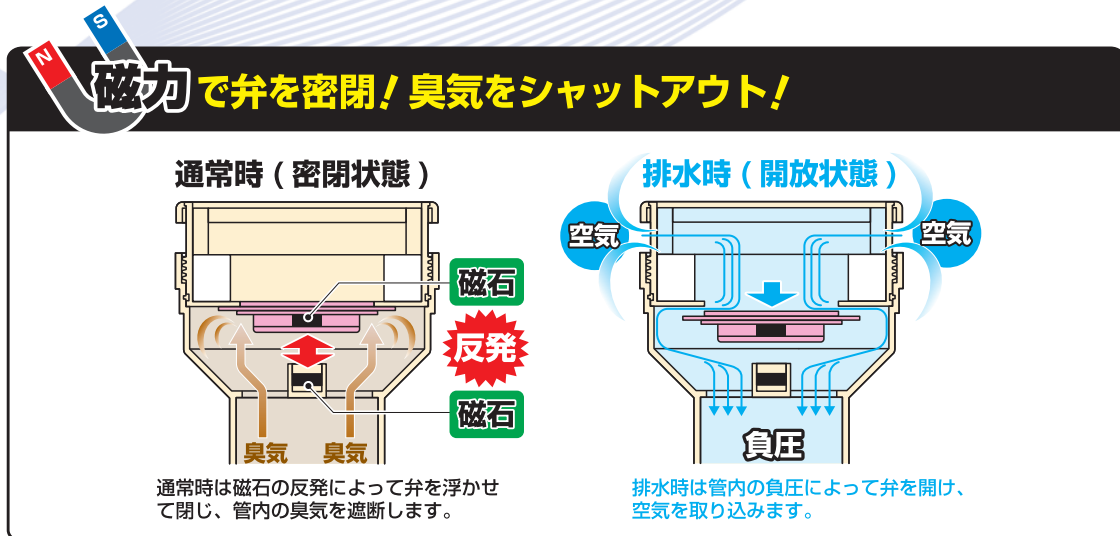 S
N
磁力で弁を密閉！臭気をシャットアウト！
通常時（密閉状態）
磁石
反発
磁石
臭気 臭気
通常時は磁石の反発によって弁を浮かせ
て閉じ、管内の臭気を遮断します。
排水時（開放状態）
空気 空気
負圧
排水時は管内の負圧によって弁を開け、
空気を取り込みます。